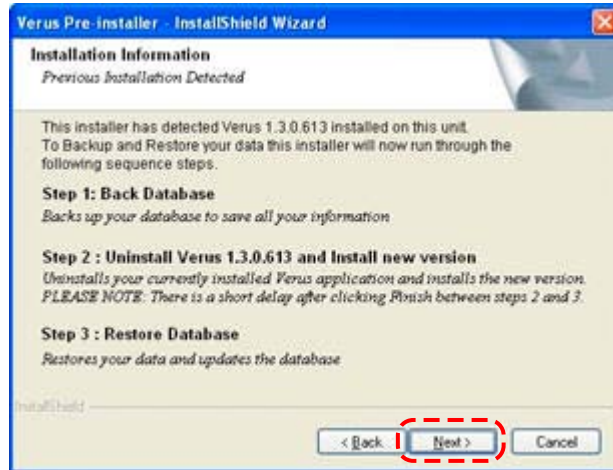 Verus Pre-installer - InstallShield Wizard
Installation Information
Previous Installation Detected
This installer has detected Verus 1.3.0.613 installed on this unit.
To Backup and Restore your data this installer will now run through the
following sequence steps.
Step 1: Back Database
Backs up your database to save all your information
Step 2 : Uninstall Verus 1.3.0.613 and Install new version
Uninstalls your currently installed Verus application and installs the new version.
PLEASE NOTE: There is a short delay after clicking Finish between steps 2 and 3.
Step 3 : Restore Database
Restores your data and updates the database
InstallShield
< Back Next > Cancel